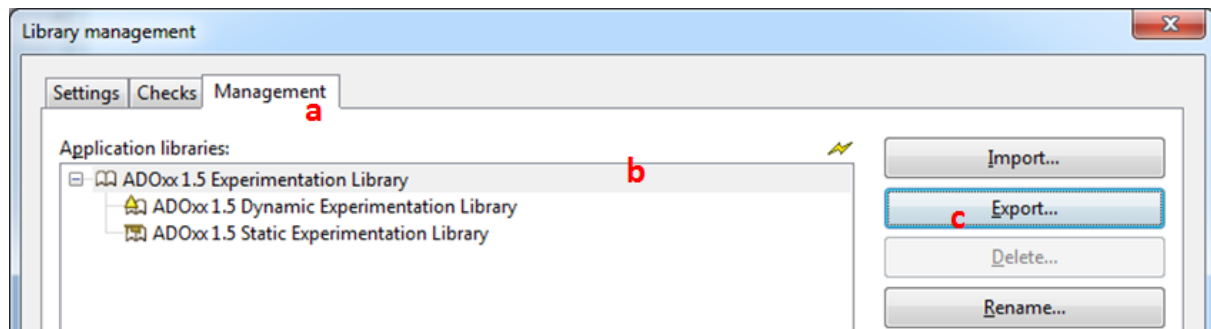 Library management
x
Settings Checks Management
a
Application libraries:
b
Import...
ADOxx 1.5 Experimentation Library
ADOxx 1.5 Dynamic Experimentation Library
c
Export...
ADOxx 1.5 Static Experimentation Library
Delete...
Rename...